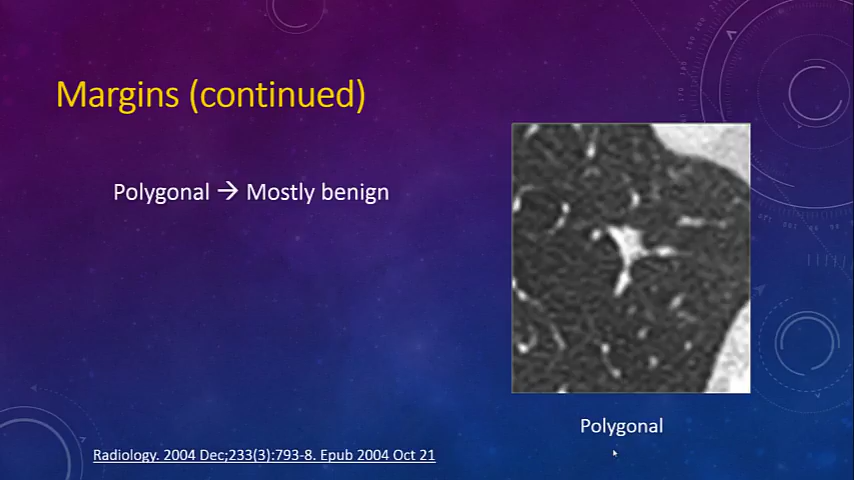 Margins (continued)
Polygonal → Mostly benign
Polygonal
Radiology. 2004 Dec;233(3):793-8. Epub 2004 Oct 21